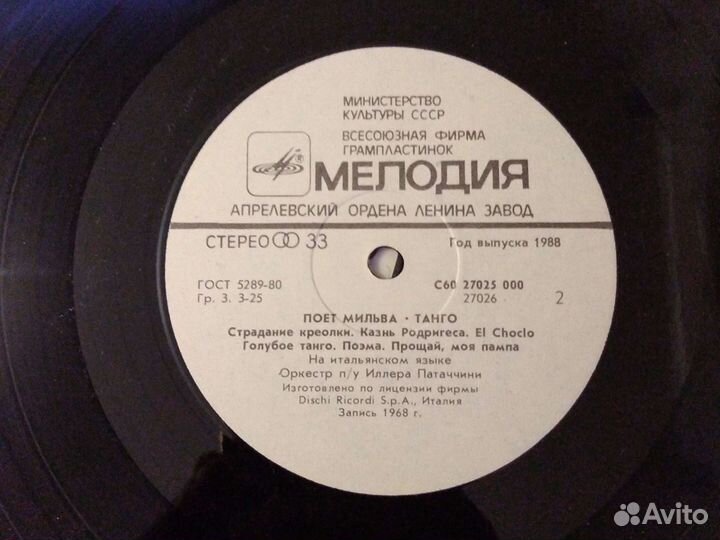 МИНИСТЕРСТВО
КУЛЬТУРЫ СССР
ВСЕСОЮЗНАЯ ФИРМА
ГРАМПЛАСТИНОК
МЕЛОДИЯ
АПРЕЛЕВСКИЙ ОРДЕНА ЛЕНИНА ЗАВОД
СТЕРЕО 33 Год выпуска 1988
ГОСТ 5289-80 С60 27025 000
Гр. 3. 3-25 27026 2
ПОЕТ МИЛЬВА · ТАНГО
Страдание креолки. Казнь Родригеса. El Choclo
Голубое танго. Поэма. Прощай, моя пампа
На итальянском языке
Оркестр п/у Иллера Патаччини
Изготовлено по лицензии фирмы
Dischi Ricordi S.p.A., Италия
Запись 1968 г.
Avito